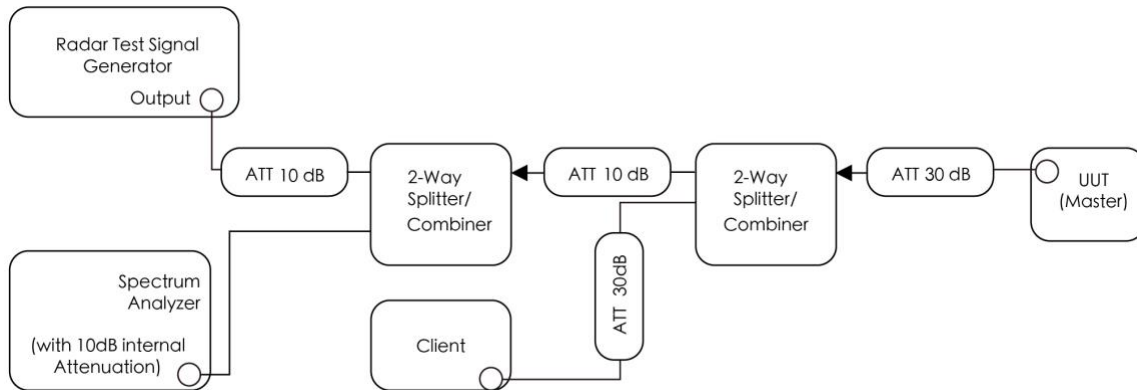 Radar Test Signal
Generator
Output
ATT 10 dB
2-Way
Splitter/
Combiner
ATT 10 dB
2-Way
Splitter/
Combiner
ATT 30 dB
UUT
(Master)
Spectrum
Analyzer
(with 10dB internal
Attenuation)
Client
ATT 30dB